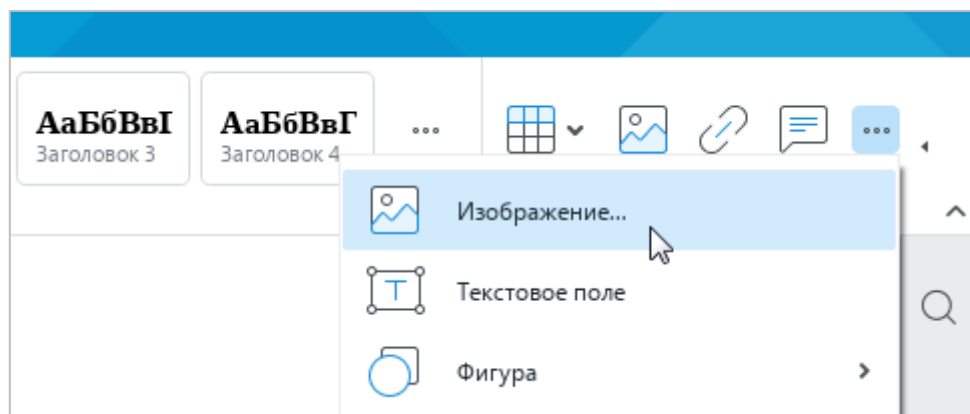 АаБбВвГ
АаБбВвГ
Заголовок 3
Заголовок 4
Изображение...
Текстовое поле
Фигура